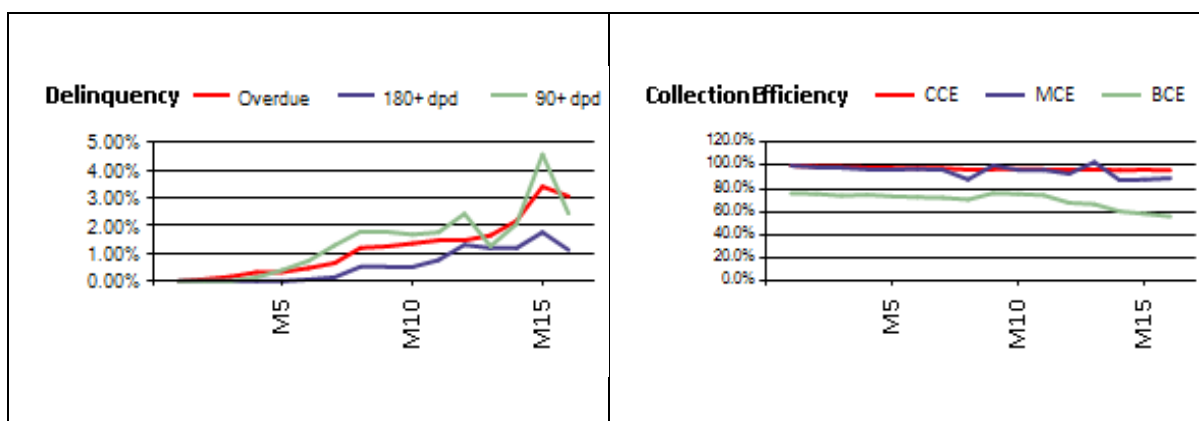 Delinquency Overdue 180+ dpd 90+ dpd
5.00%
4.00%
3.00%
2.00%
1.00%
0.00%
M5
M10
M15
Collection Efficiency CCE MCE BCE
120.0%
100.0%
80.0%
60.0%
40.0%
20.0%
0.0%
M5
M10
M15